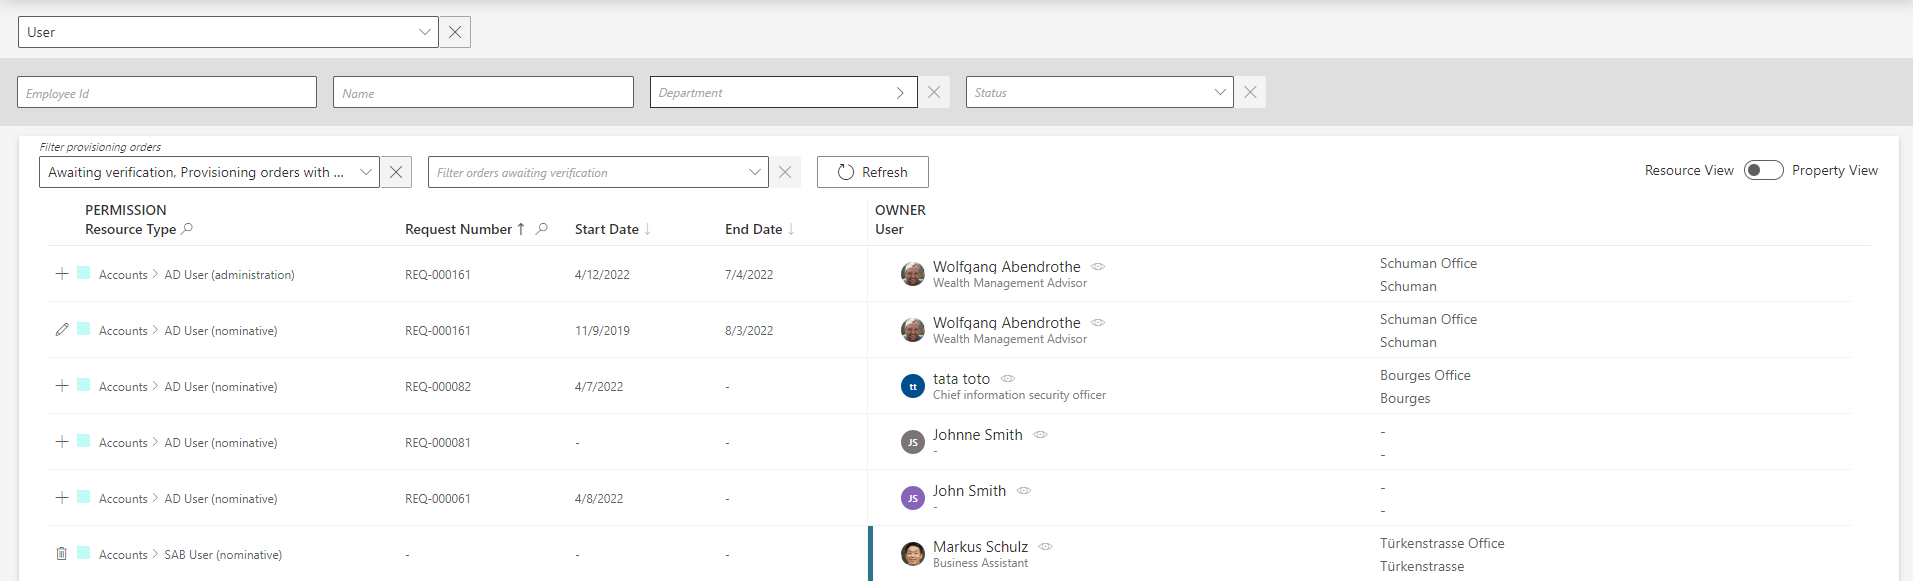 User
Employee Id
Name
Department
Status
Filter provisioning orders
Awaiting verification, Provisioning orders with ...
Filter orders awaiting verification
Refresh
Resource View
Property View
PERMISSION
OWNER
Resource Type
Request Number
Start Date
End Date
User
Accounts > AD User (administration)
REQ-000161
4/12/2022
7/4/2022
Wolfgang Abendrothe
Wealth Management Advisor
Schuman Office
Schuman
Accounts > AD User (nominative)
REQ-000161
11/9/2019
8/3/2022
Wolfgang Abendrothe
Wealth Management Advisor
Schuman Office
Schuman
Accounts > AD User (nominative)
REQ-000082
4/7/2022
-
tt
tata toto
Chief information security officer
Bourges Office
Bourges
Accounts > AD User (nominative)
REQ-000081
-
-
JS
Johnne Smith
-
-
-
Accounts > AD User (nominative)
REQ-000061
4/8/2022
-
JS
John Smith
-
-
-
Accounts > SAB User (nominative)
-
-
-
Markus Schulz
Business Assistant
Türkenstrasse Office
Türkenstrasse